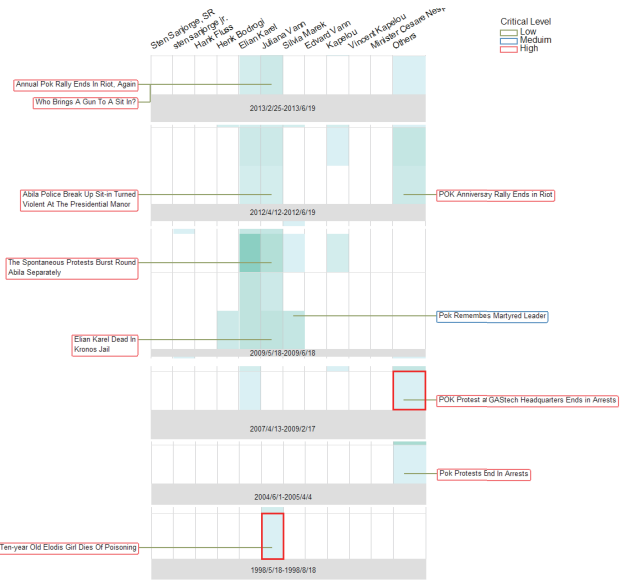 Critical Level
Low
Meduim
High
Sten Sanjorge, SR
sten sanjorge jr.
Hank Fluss
Henk Bodrogi
Elian Karel
Juliana Vann
Silvia Marek
Edvard Vann
Kapelou
Vincent Kapelou
Minister Cesare Nesp
Others
Annual Pok Rally Ends In Riot, Again
Who Brings A Gun To A Sit In?
2013/2/25-2013/6/19
Abila Police Break Up Sit-in Turned
Violent At The Presidential Manor
POK Anniversary Rally Ends in Riot
2012/4/12-2012/6/19
The Spontaneous Protests Burst Round
Abila Separately
Pok Remembes Martyred Leader
Elian Karel Dead In
Kronos Jail
2009/5/18-2009/6/18
POK Protest at GAStech Headquarters Ends in Arrests
2007/4/13-2009/2/17
Pok Protests End In Arrests
2004/6/1-2005/4/4
Ten-year Old Elodis Girl Dies Of Poisoning
1998/5/18-1998/8/18